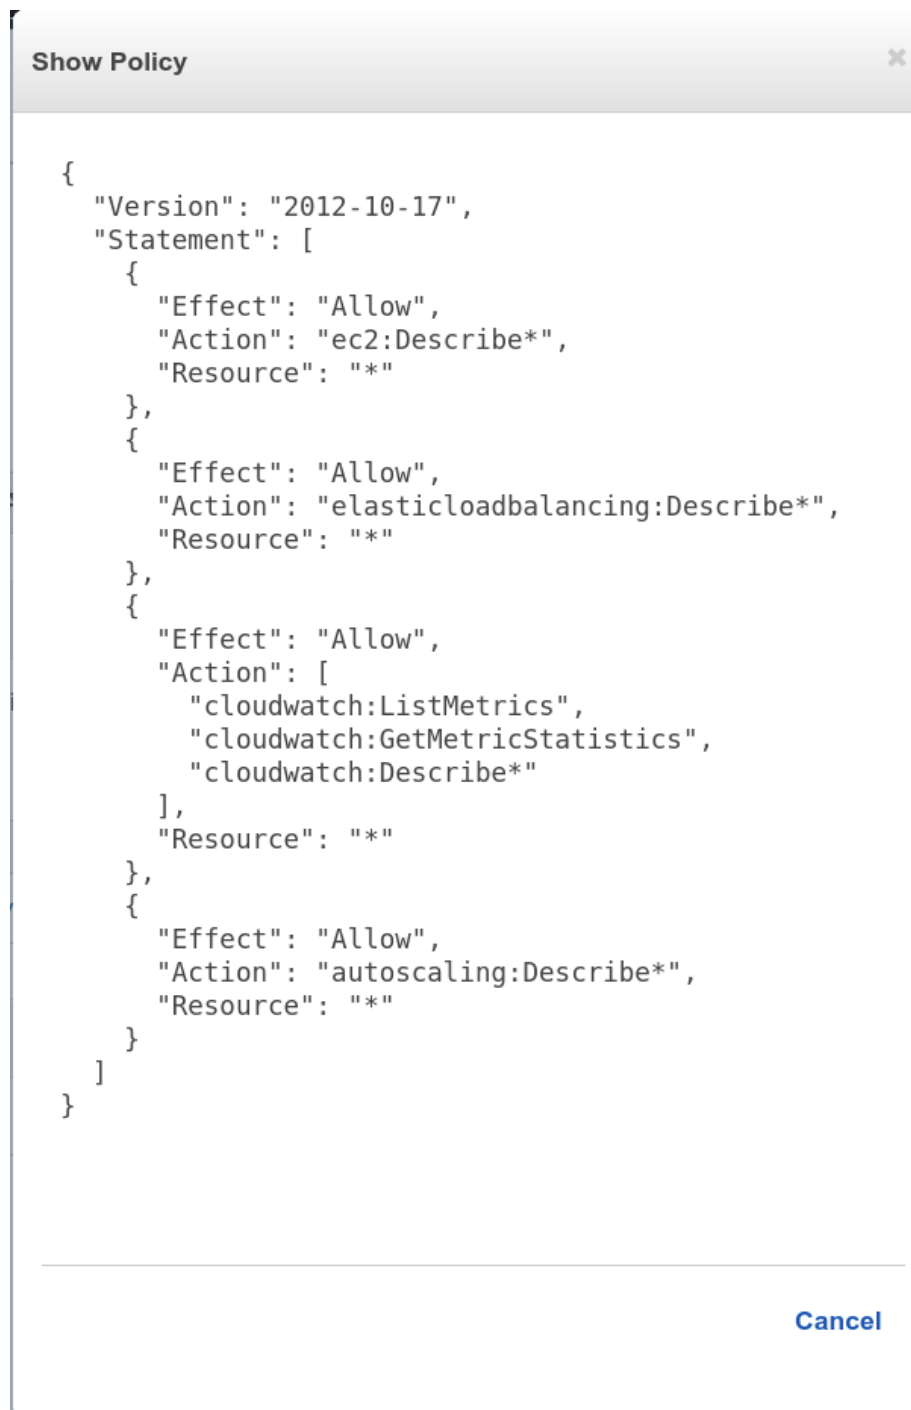 Show Policy
{
  "Version": "2012-10-17",
  "Statement": [
    {
      "Effect": "Allow",
      "Action": "ec2:Describe*",
      "Resource": "*"
    },
    {
      "Effect": "Allow",
      "Action": "elasticloadbalancing:Describe*",
      "Resource": "*"
    },
    {
      "Effect": "Allow",
      "Action": [
        "cloudwatch:ListMetrics",
        "cloudwatch:GetMetricStatistics",
        "cloudwatch:Describe*"
      ],
      "Resource": "*"
    },
    {
      "Effect": "Allow",
      "Action": "autoscaling:Describe*",
      "Resource": "*"
    }
  ]
}
Cancel